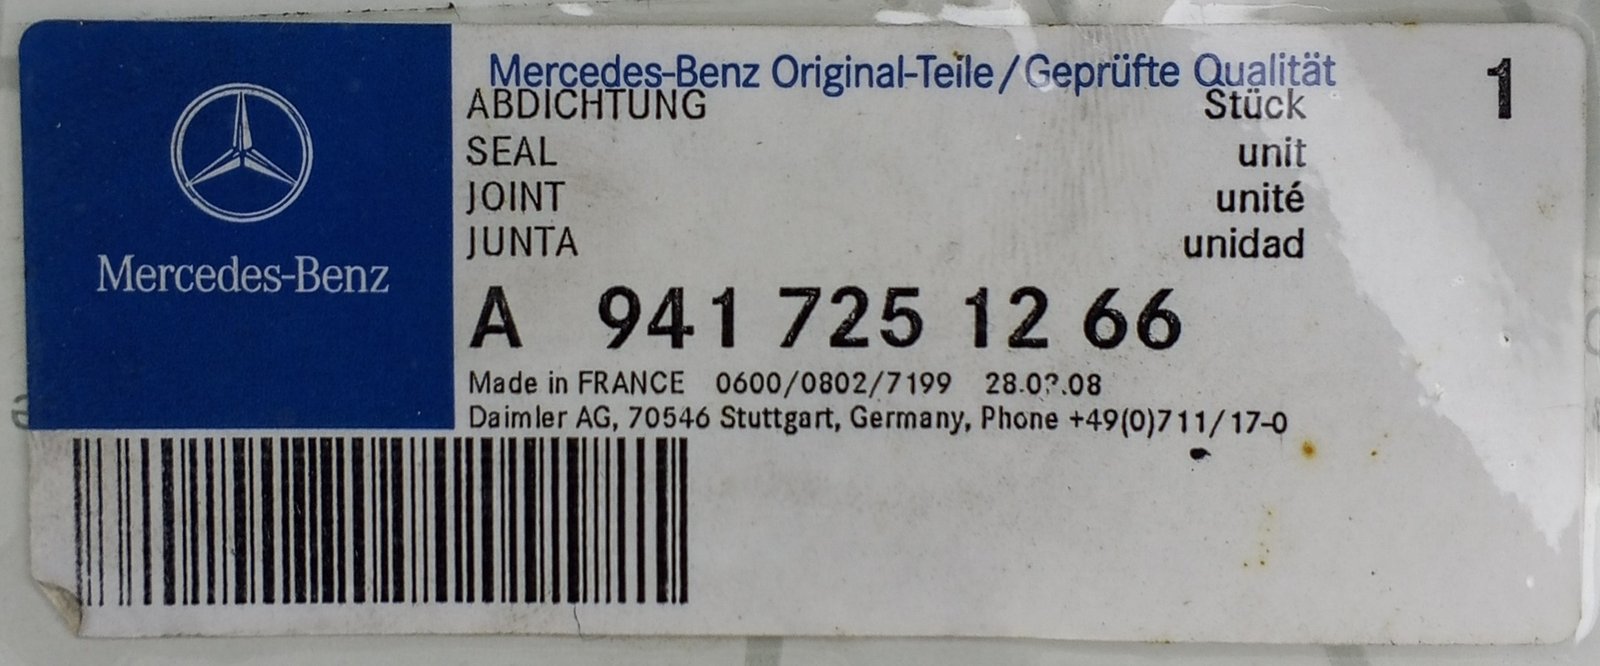 Mercedes-Benz
Mercedes-Benz Original-Teile/Geprüfte Qualität
ABDICHTUNG Stück 1
SEAL unit
JOINT unité
JUNTA unidad
A 941 725 12 66
Made in FRANCE 0600/0802/7199
Daimler AG, 70546 Stuttgart, Germany, Phone +49(0)711/17-0